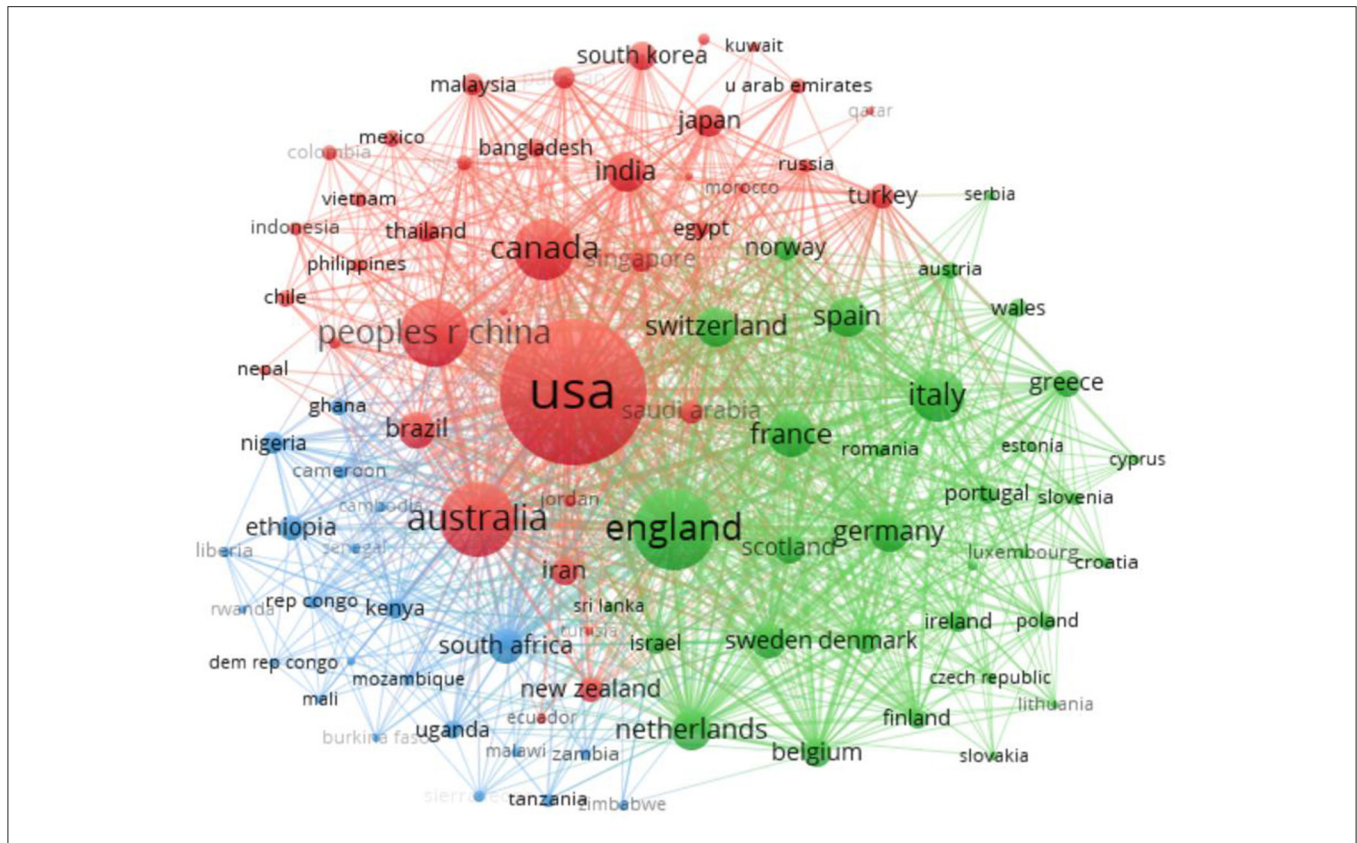 south korea
kuwait
malaysia
u arab emirates
qatar
japan
mexico
bangladesh
colombia
india
russia
morocco
turkey
serbia
vietnam
indonesia
thailand
egypt
canada
norway
singapore
philippines
austria
chile
wales
peoples r china
switzerland
spain
nepal
usa
italy
greece
ghana
saudi arabia
brazil
france
nigeria
romania
estonia
cyprus
cameroon
jordan
portugal
slovenia
cambodia
australia
ethiopia
england
germany
liberia
senegal
scotland
luxembourg
croatia
iran
rwanda
rep congo
kenya
sri lanka
ireland
poland
tunisia
south africa
israel
sweden
denmark
dem rep congo
mozambique
czech republic
mali
new zealand
lithuania
ecuador
finland
burkina faso
uganda
netherlands
malawi
zambia
belgium
slovakia
tanzania
zimbabwe